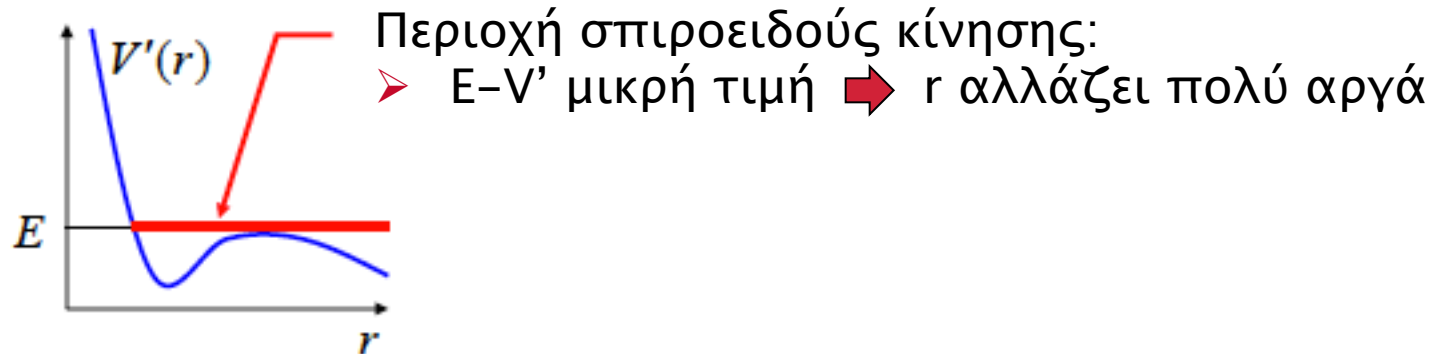 V'(r)
E
r
Περιοχή σπιροειδούς κίνησης:
➢ E–V’ μικρή τιμή ➡ r αλλάζει πολύ αργά